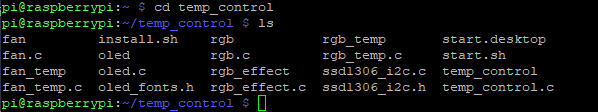 pi@raspberrypi:~ $ cd temp_control
pi@raspberrypi:~/temp_control $ ls
fan install.sh rgb rgb_temp start.desktop
fan.c oled rgb.c rgb_temp.c start.sh
fan_temp oled.c rgb_effect ssd1306_i2c.c temp_control
fan_temp.c oled_fonts.h rgb_effect.c ssd1306_i2c.h temp_control.c
pi@raspberrypi:~/temp_control $